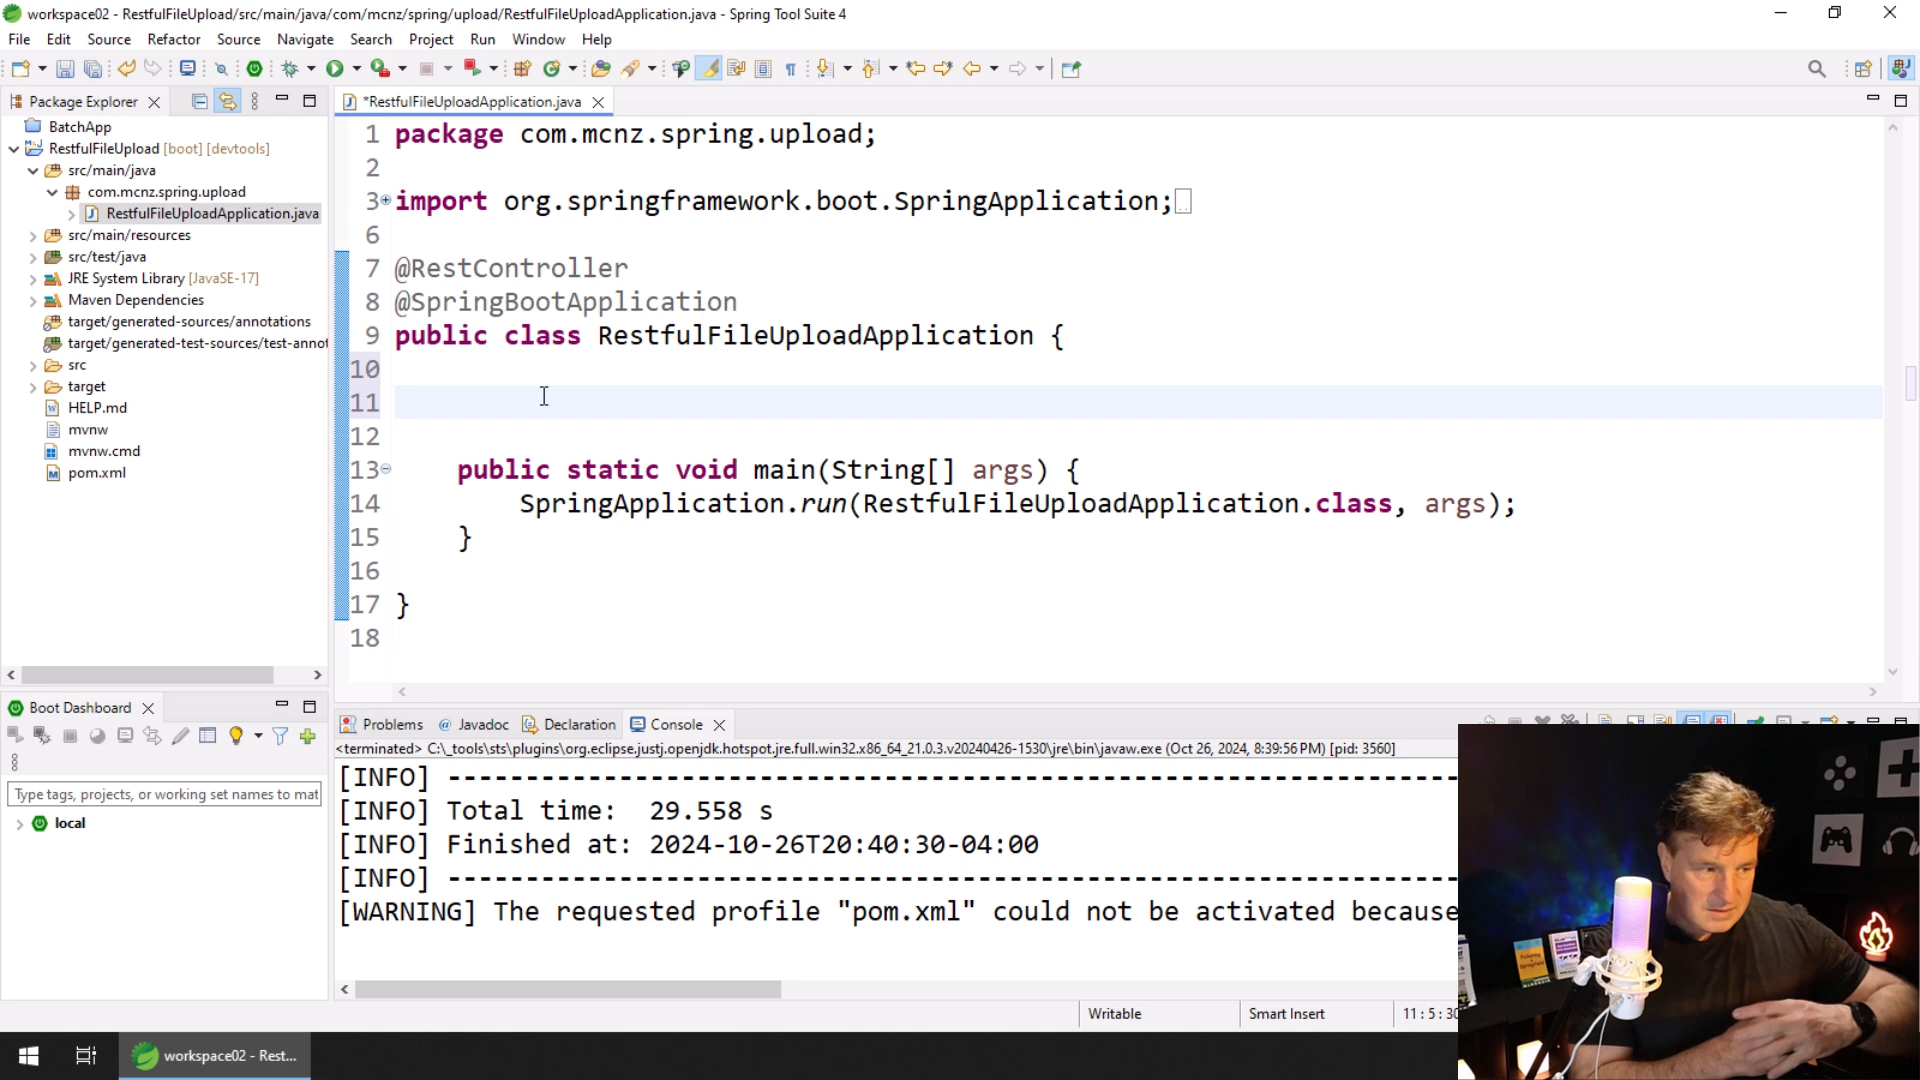 workspace02 - RestfulFileUpload/src/main/java/com/mcnz/spring/upload/RestfulFileUploadApplication.java - Spring Tool Suite 4
File Edit Source Refactor Source Navigate Search Project Run Window Help
Package Explorer
BatchApp
RestfulFileUpload [boot] [devtools]
src/main/java
com.mcnz.spring.upload
RestfulFileUploadApplication.java
src/main/resources
src/test/java
JRE System Library [JavaSE-17]
Maven Dependencies
target/generated-sources/annotations
target/generated-test-sources/test-annot
src
target
HELP.md
mvnw
mvnw.cmd
pom.xml
*RestfulFileUploadApplication.java
1 package com.mcnz.spring.upload;
2
3 import org.springframework.boot.SpringApplication;
6
7 @RestController
8 @SpringBootApplication
9 public class RestfulFileUploadApplication {
10
11
12
13 public static void main(String[] args) {
14 SpringApplication.run(RestfulFileUploadApplication.class, args);
15 }
16
17 }
18
Boot Dashboard
Type tags, projects, or working set names to mat
local
Problems @ Javadoc Declaration Console
<terminated> C:\_tools\sts\plugins\org.eclipse.justj.openjdk.hotspot.jre.full.win32.x86_64_21.0.3.v20240426-1530\jre\bin\javaw.exe (Oct 26, 2024, 8:39:56 PM) [pid: 3560]
[INFO] -----------------------------------------------------------------
[INFO] Total time:  29.558 s
[INFO] Finished at: 2024-10-26T20:40:30-04:00
[INFO] -----------------------------------------------------------------
[WARNING] The requested profile "pom.xml" could not be activated because
Writable Smart Insert 11 : 5 : 30
workspace02 - Rest...